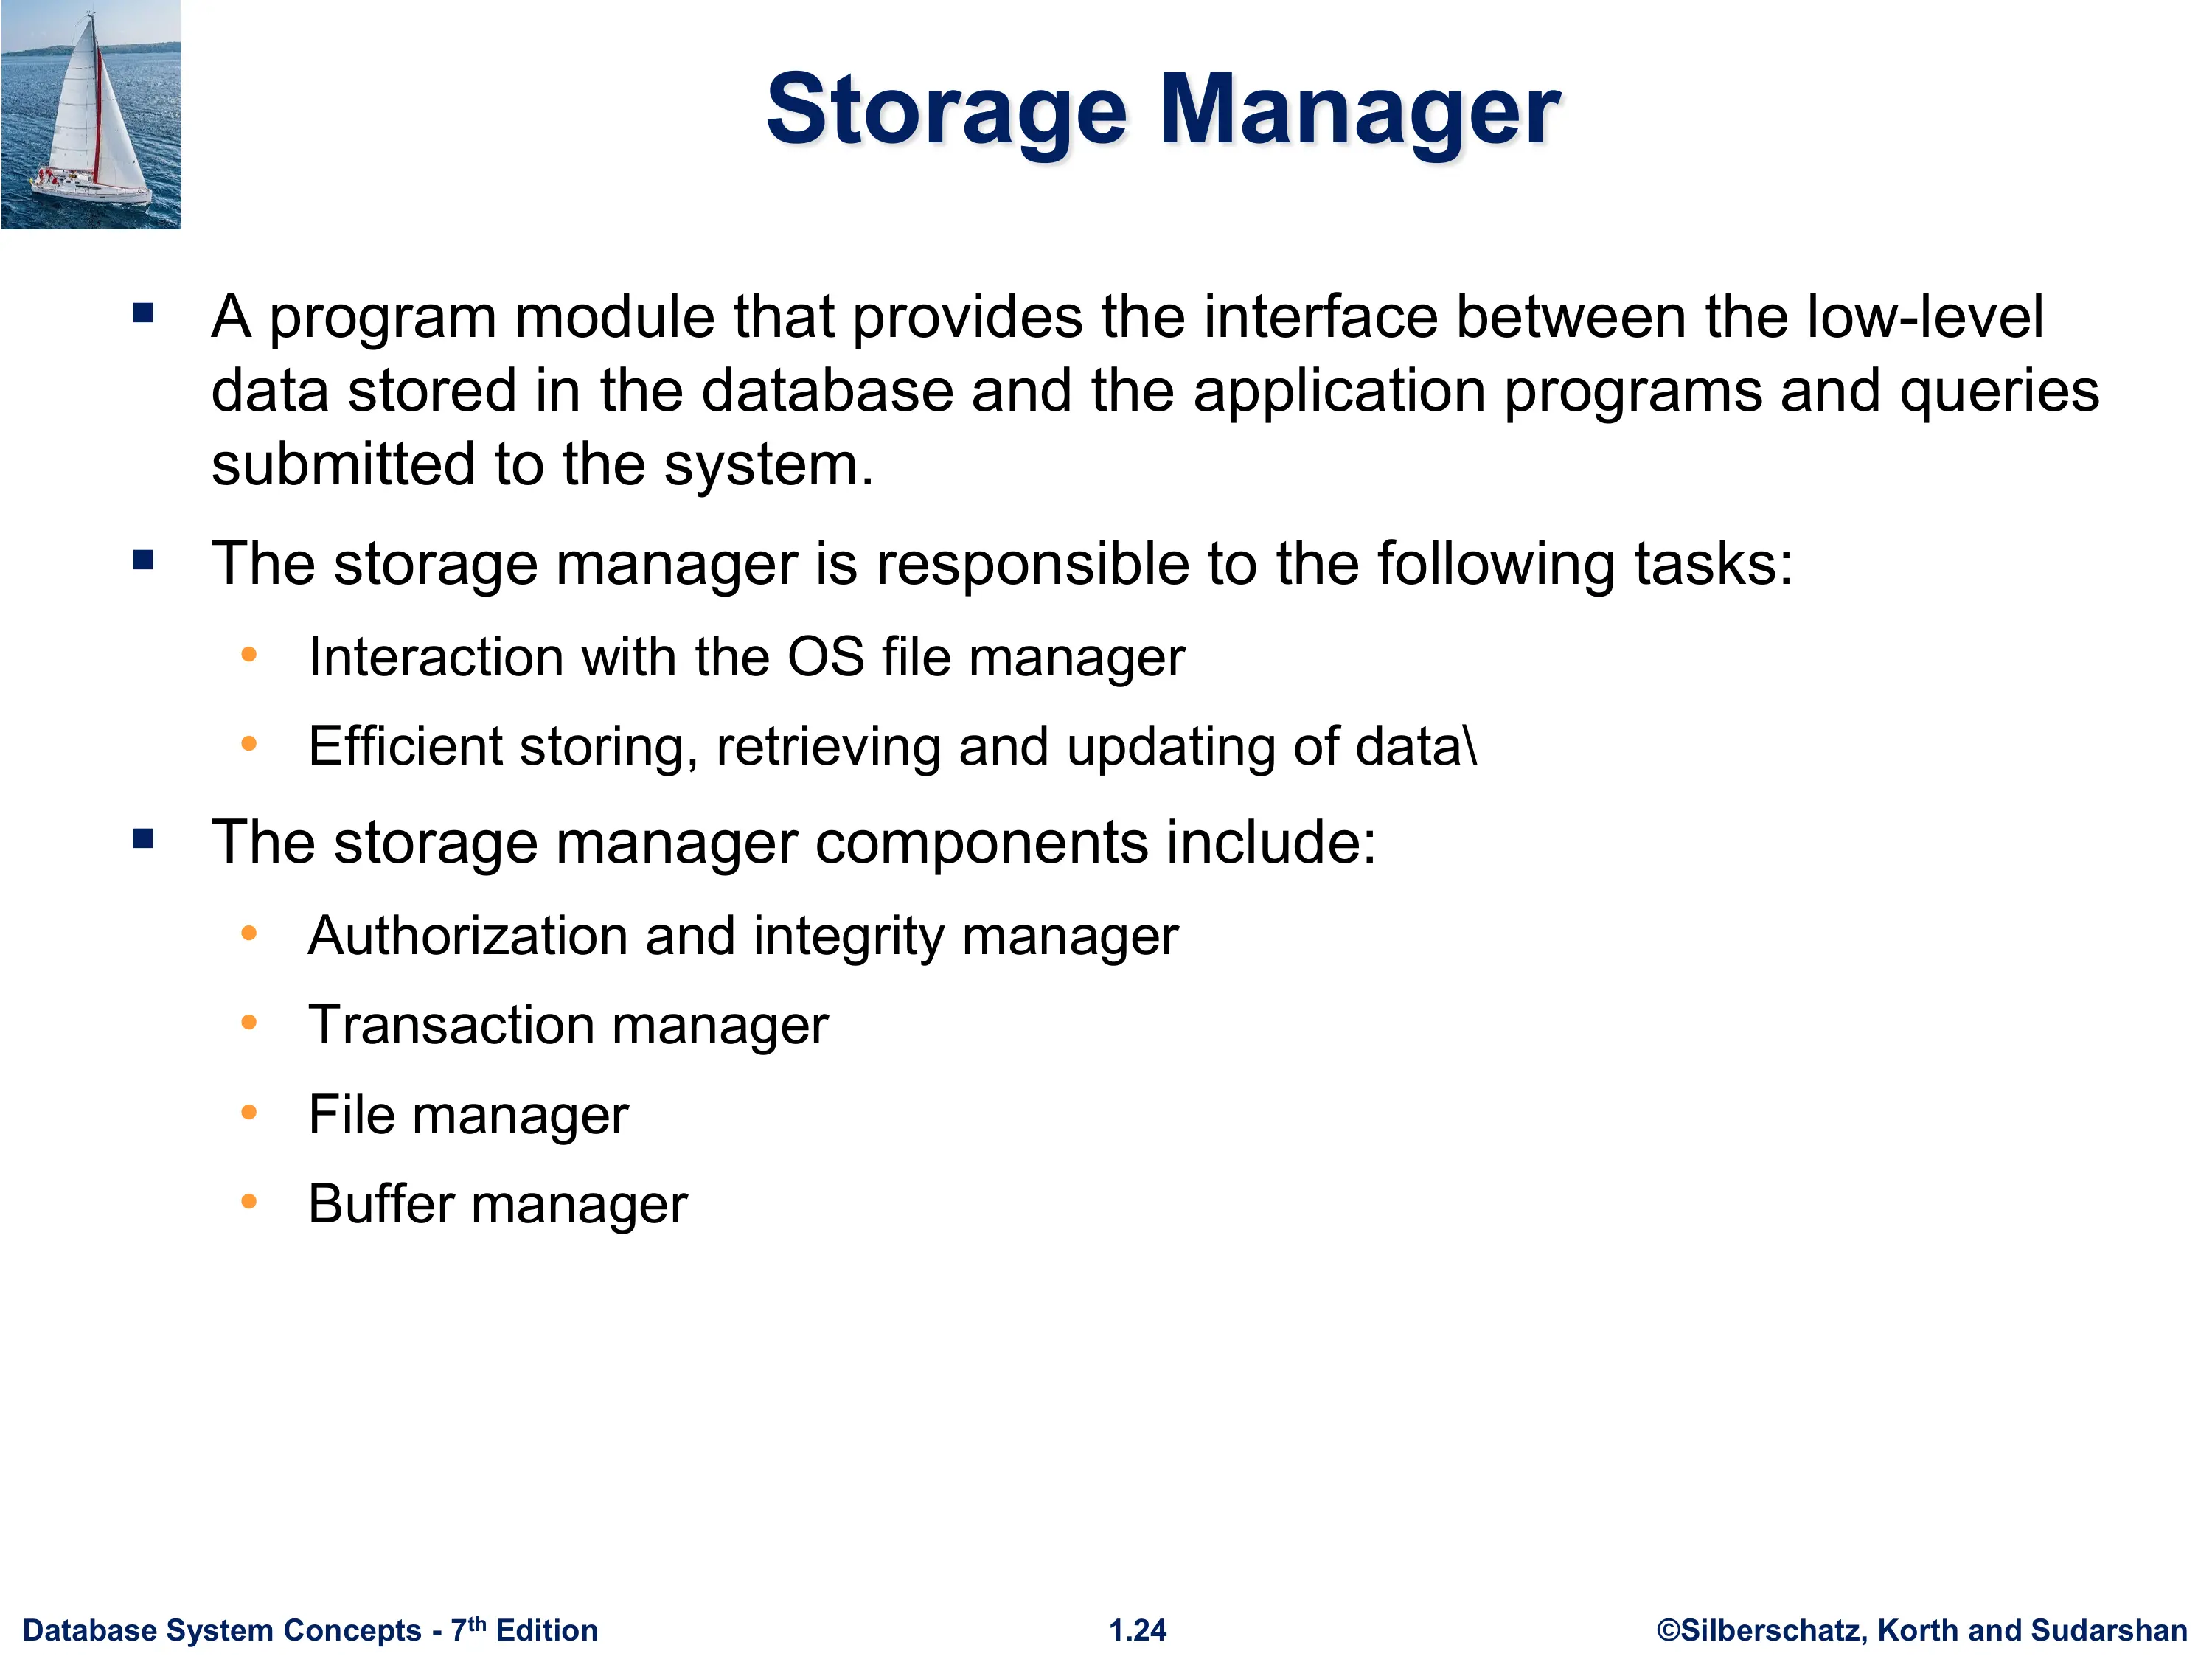 Storage Manager
▪ A program module that provides the interface between the low-level
data stored in the database and the application programs and queries
submitted to the system.
▪ The storage manager is responsible to the following tasks:
• Interaction with the OS file manager
• Efficient storing, retrieving and updating of data\
▪ The storage manager components include:
• Authorization and integrity manager
• Transaction manager
• File manager
• Buffer manager
Database System Concepts - 7th Edition
1.24
©Silberschatz, Korth and Sudarshan